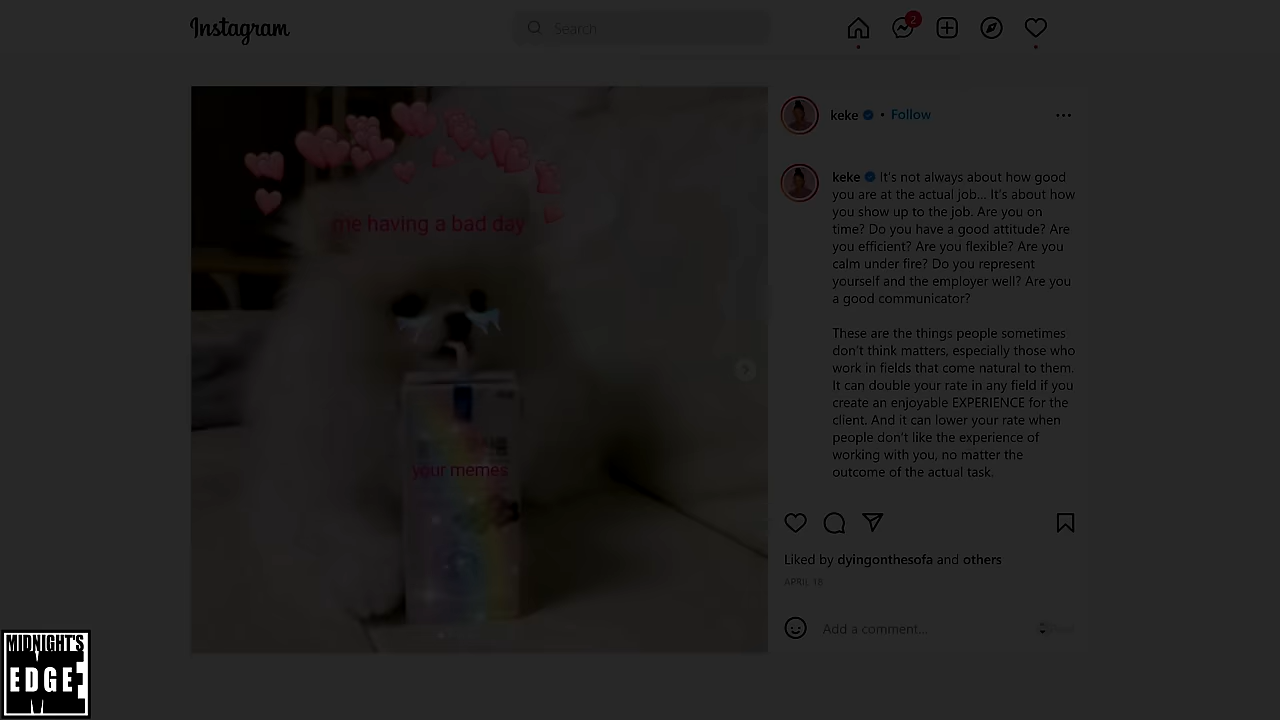 Instagram
Search
2
keke • Follow
me having a bad day
your memes
keke It's not always about how good
you are at the actual job... It's about how
you show up to the job. Are you on
time? Do you have a good attitude? Are
you efficient? Are you flexible? Are you
calm under fire? Do you represent
yourself and the employer well? Are you
a good communicator?
These are the things people sometimes
don't think matters, especially those who
work in fields that come natural to them.
It can double your rate in any field if you
create an enjoyable EXPERIENCE for the
client. And it can lower your rate when
people don't like the experience of
working with you, no matter the
outcome of the actual task.
Liked by dyingonthesofa and others
APRIL 16
Add a comment...
MIDNIGHT'S
EDGE